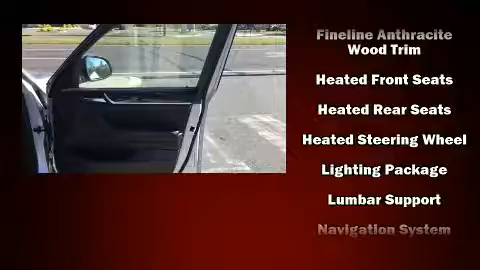 Fineline Anthracite
Wood Trim
Heated Front Seats
Heated Rear Seats
Heated Steering Wheel
Lighting Package
Lumbar Support
Navigation System